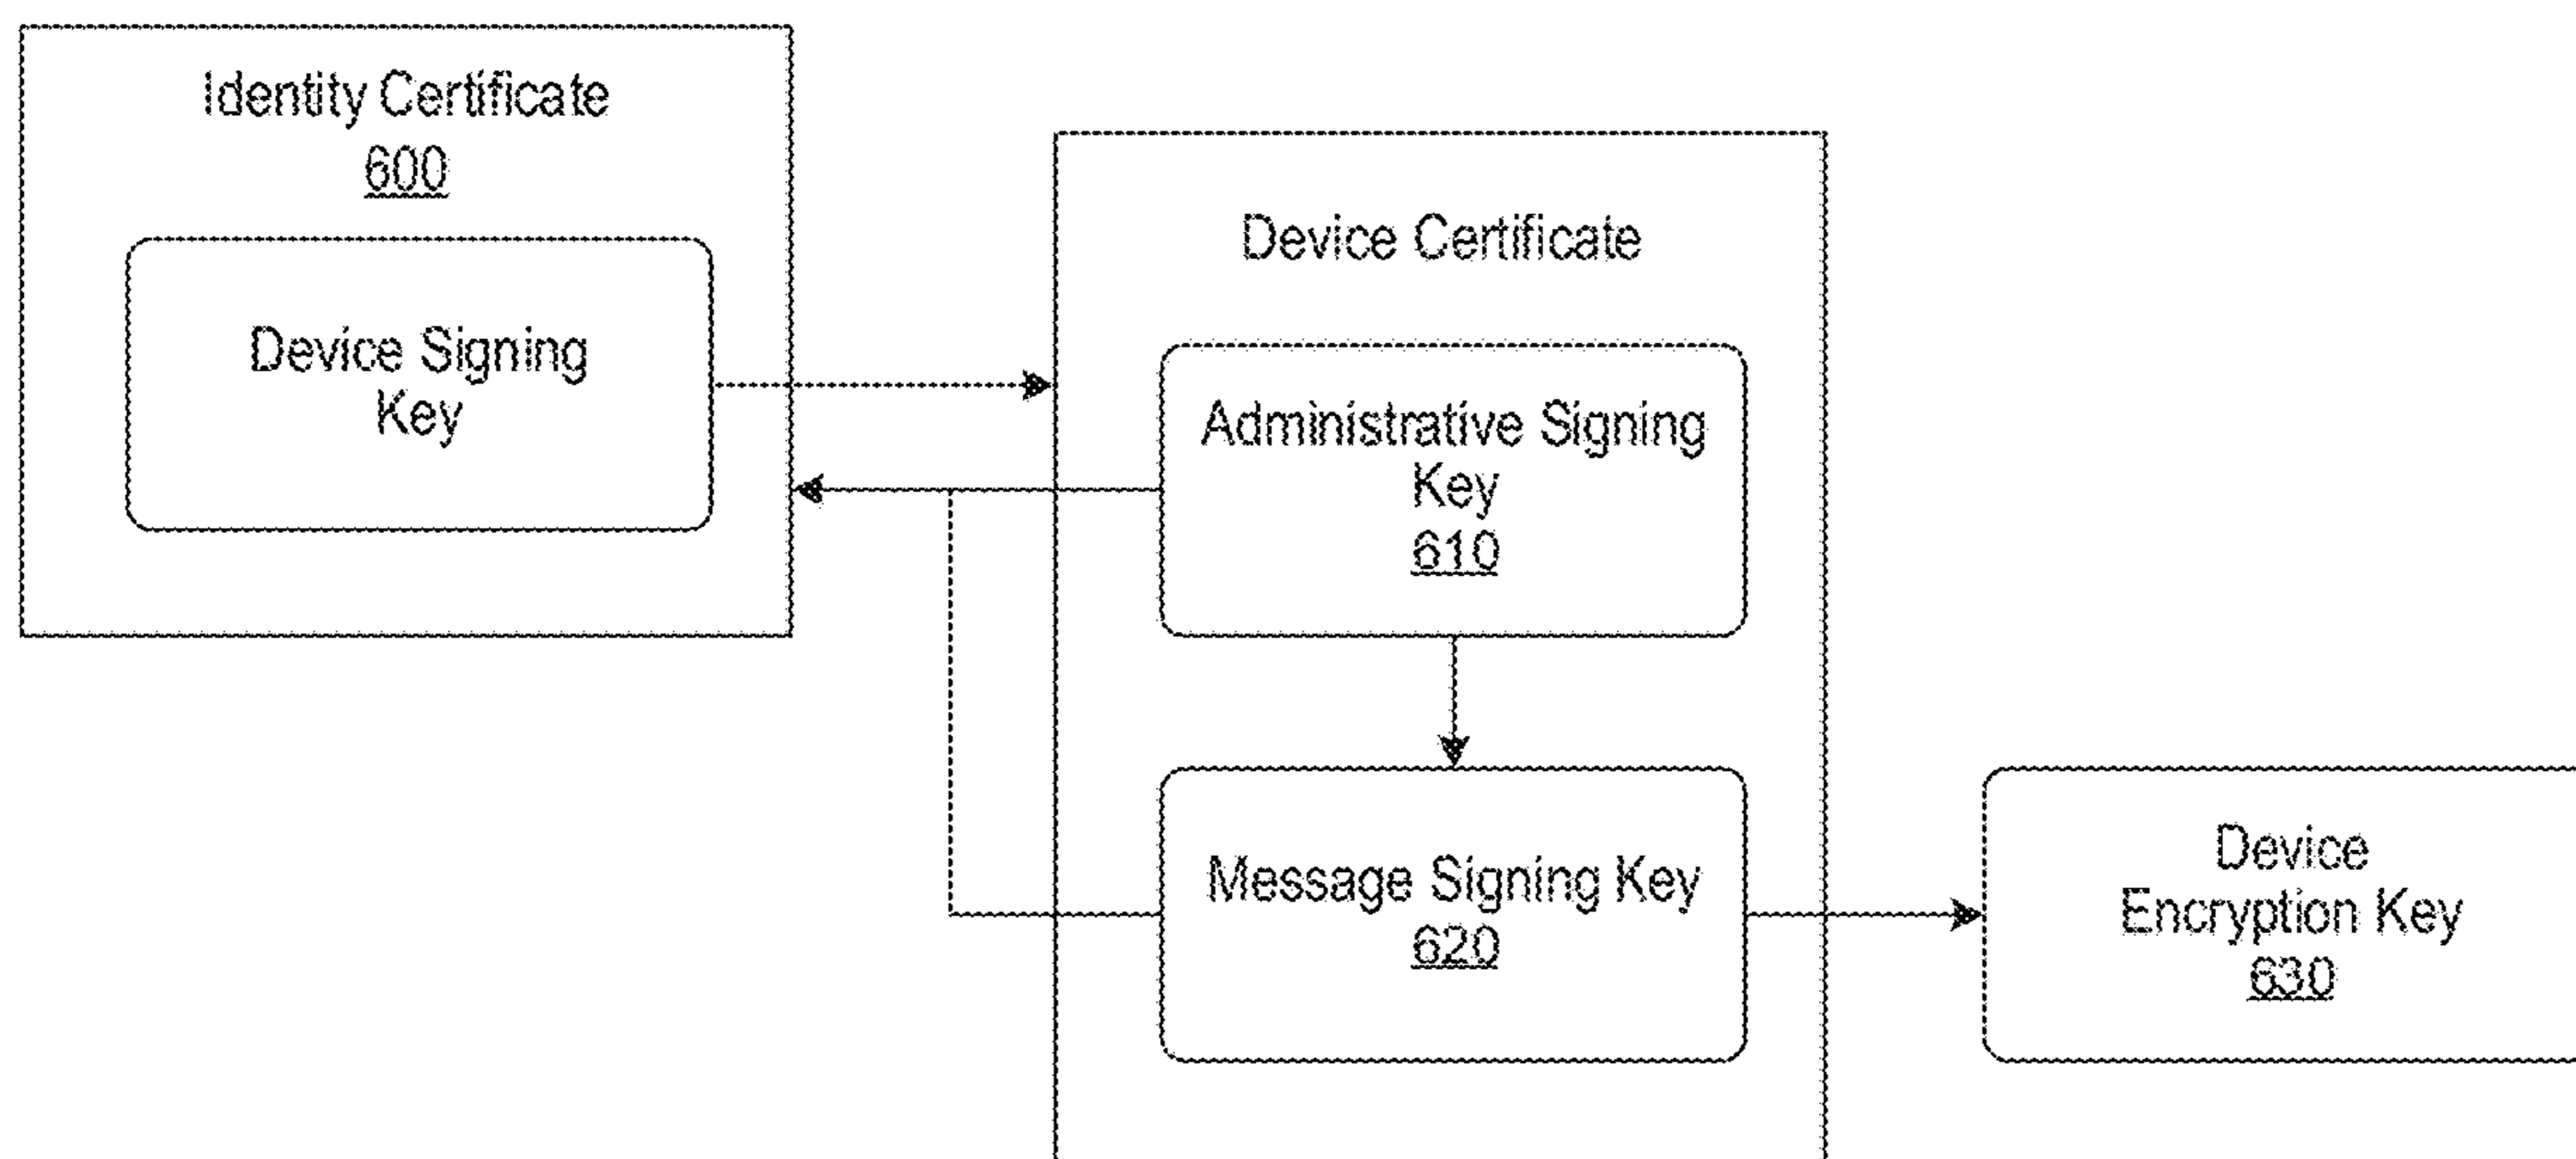 Identity Certificate
600
Device Signing
Key
Device Certificate
Administrative Signing
Key
610
Message Signing Key
620
Device
Encryption Key
630